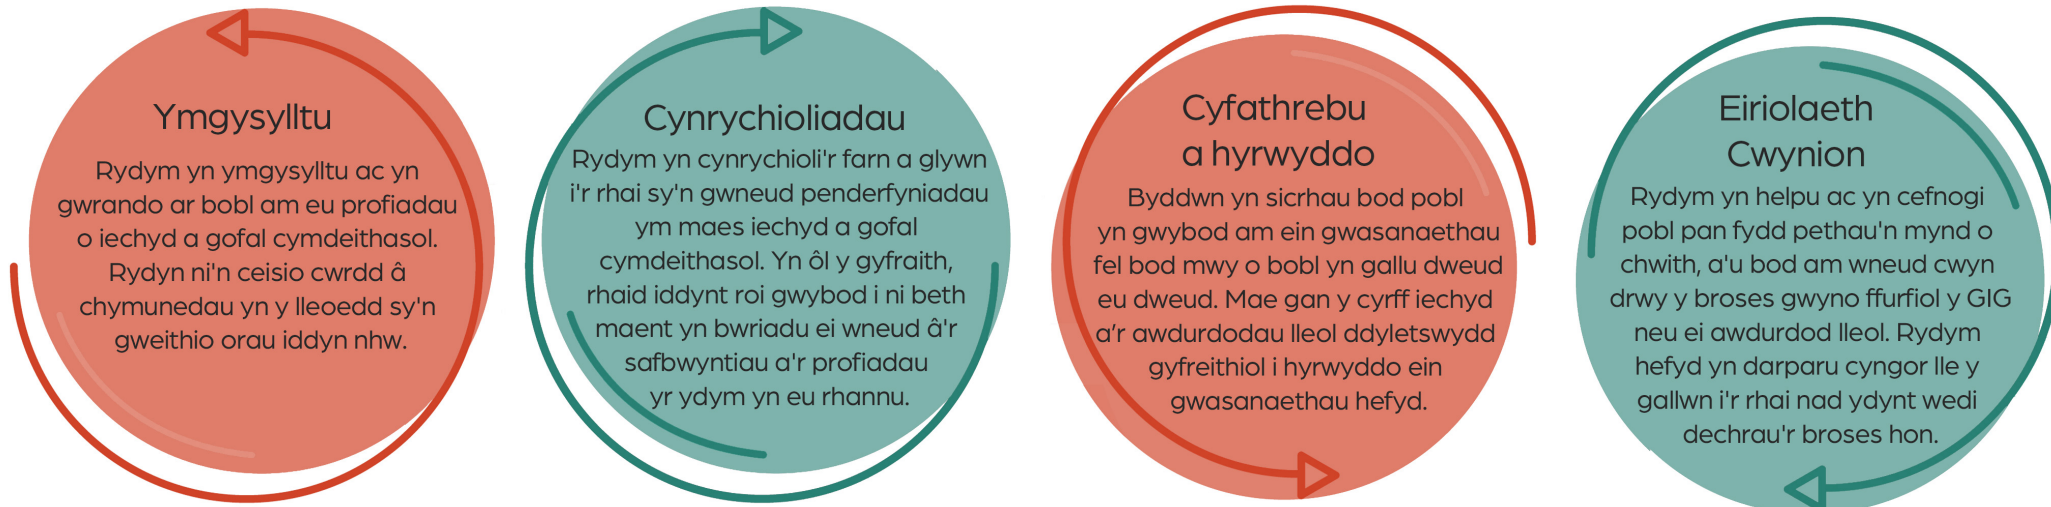 Ymgysylltu
Rydym yn ymgysylltu ac yn
gwrando ar bobl am eu profiadau
o iechyd a gofal cymdeithasol.
Rydyn ni'n ceisio cwrdd â
chymunedau yn y lleoedd sy'n
gweithio orau iddyn nhw.
Cynrychioliadau
Rydym yn cynrychioli'r farn a glywn
i'r rhai sy'n gwneud penderfyniadau
ym maes iechyd a gofal
cymdeithasol. Yn ôl y gyfraith,
rhaid iddynt roi gwybod i ni beth
maent yn bwriadu ei wneud â'r
safbwyntiau a'r profiadau
yr ydym yn eu rhannu.
Cyfathrebu
a hyrwyddo
Byddwn yn sicrhau bod pobl
yn gwybod am ein gwasanaethau
fel bod mwy o bobl yn gallu dweud
eu dweud. Mae gan y cyrff iechyd
a’r awdurdodau lleol ddyletswydd
gyfreithiol i hyrwyddo ein
gwasanaethau hefyd.
Eiriolaeth
Cwynion
Rydym yn helpu ac yn cefnogi
pobl pan fydd pethau'n mynd o
chwith, a'u bod am wneud cwyn
drwy y broses gwyno ffurfiol y GIG
neu ei awdurdod lleol. Rydym
hefyd yn darparu cyngor lle y
gallwn i'r rhai nad ydynt wedi
dechrau'r broses hon.